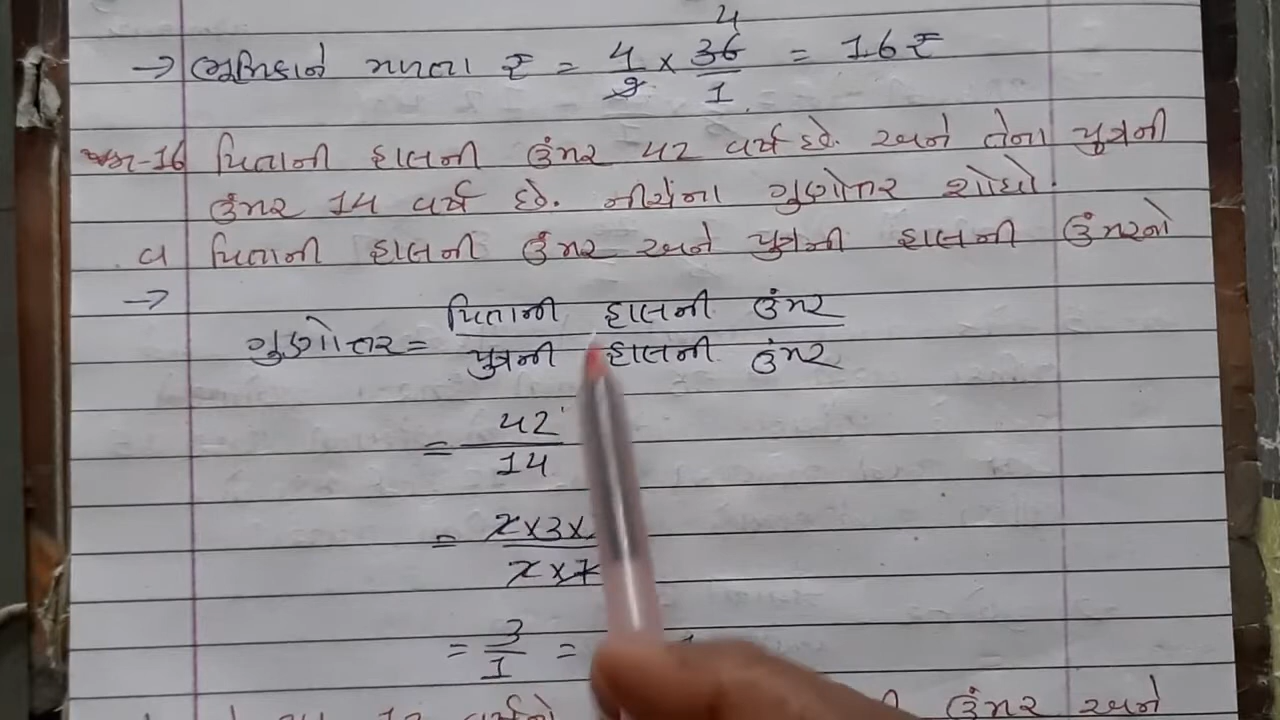 → ભૂમિકાને મળતા ₹ = 4/9 × 36/1 = 16 ₹
4
પ્રશ્ન-16 પિતાની હાલની ઉંમર 42 વર્ષ છે. અને તેના પુત્રની
ઉંમર 14 વર્ષ છે. નીચેના ગુણોત્તર શોધો.
પિતાની હાલની ઉંમર અને પુત્રની હાલની ઉંમરનો
→
ગુણોત્તર = પિતાની હાલની ઉંમર / પુત્રની હાલની ઉંમર
= 42 / 14
= 2×3× / 2×7
= 3/1 =
ઉંમર અને